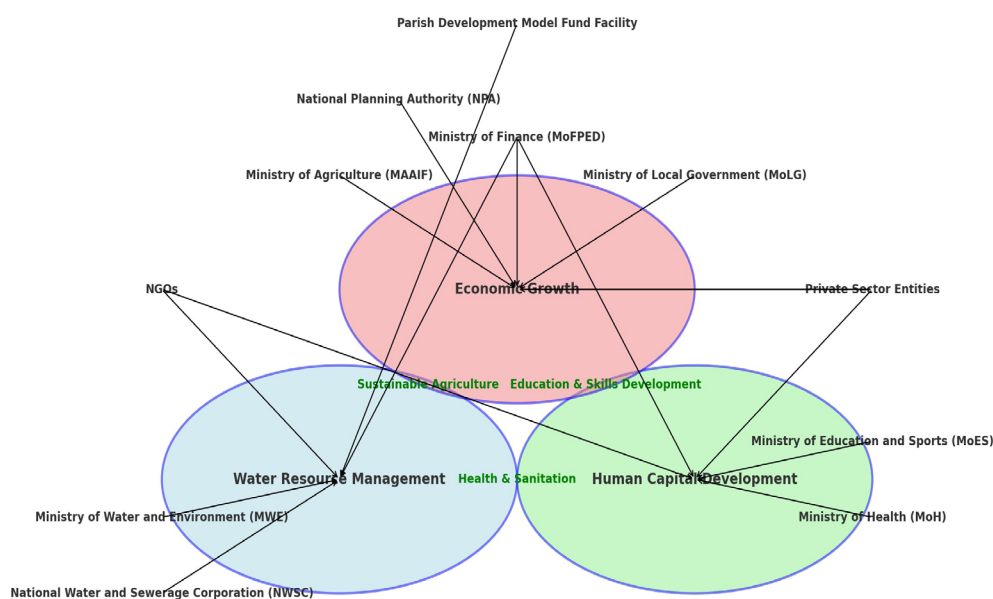 Parish Development Model Fund Facility
National Planning Authority (NPA)
Ministry of Finance (MoFPED)
Ministry of Agriculture (MAAIF)
Ministry of Local Government (MoLG)
NGOs
Economic Growth
Private Sector Entities
Sustainable Agriculture
Education & Skills Development
Ministry of Education and Sports (MoES)
Water Resource Management
Health & Sanitation
Human Capital Development
Ministry of Water and Environment (MWE)
Ministry of Health (MoH)
National Water and Sewerage Corporation (NWSC)